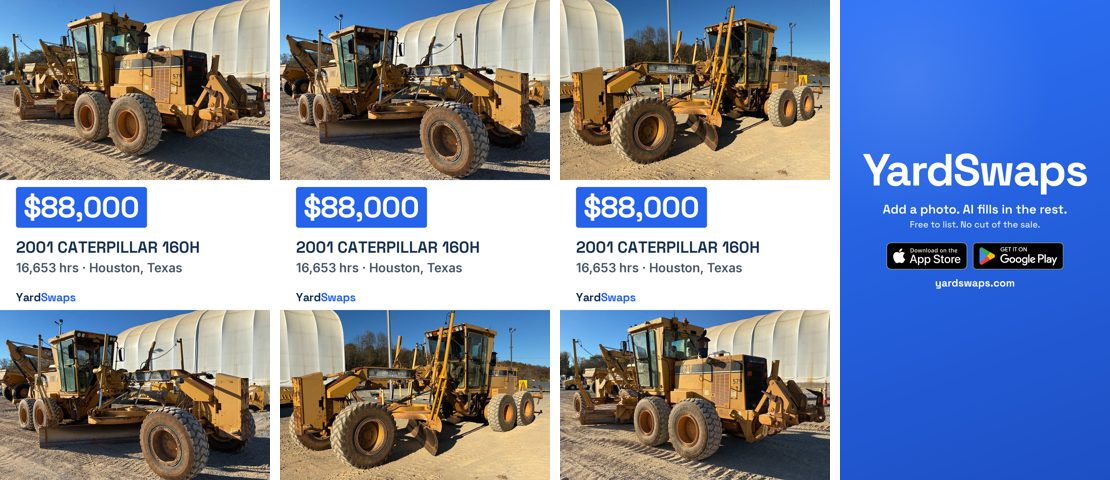 $88,000
2001 CATERPILLAR 160H
16,653 hrs · Houston, Texas
YardSwaps
$88,000
2001 CATERPILLAR 160H
16,653 hrs · Houston, Texas
YardSwaps
$88,000
2001 CATERPILLAR 160H
16,653 hrs · Houston, Texas
YardSwaps
YardSwaps
Add a photo. AI fills in the rest.
Free to list. No cut of the sale.
Download on the
App Store
GET IT ON
Google Play
yardswaps.com